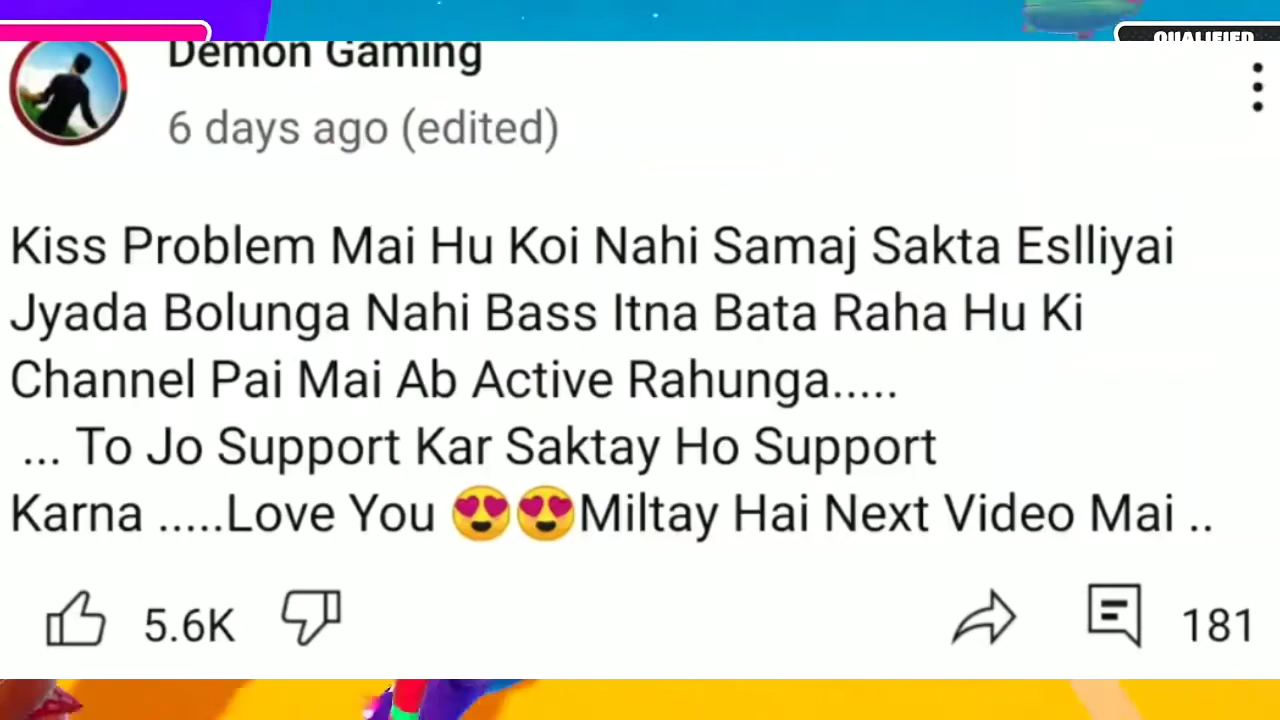 QUALIFIED
Demon Gaming
6 days ago (edited)
Kiss Problem Mai Hu Koi Nahi Samaj Sakta Eslliyai
Jyada Bolunga Nahi Bass Itna Bata Raha Hu Ki
Channel Pai Mai Ab Active Rahunga.....
... To Jo Support Kar Saktay Ho Support
Karna .....Love You 😍😍Miltay Hai Next Video Mai ..
5.6K 181